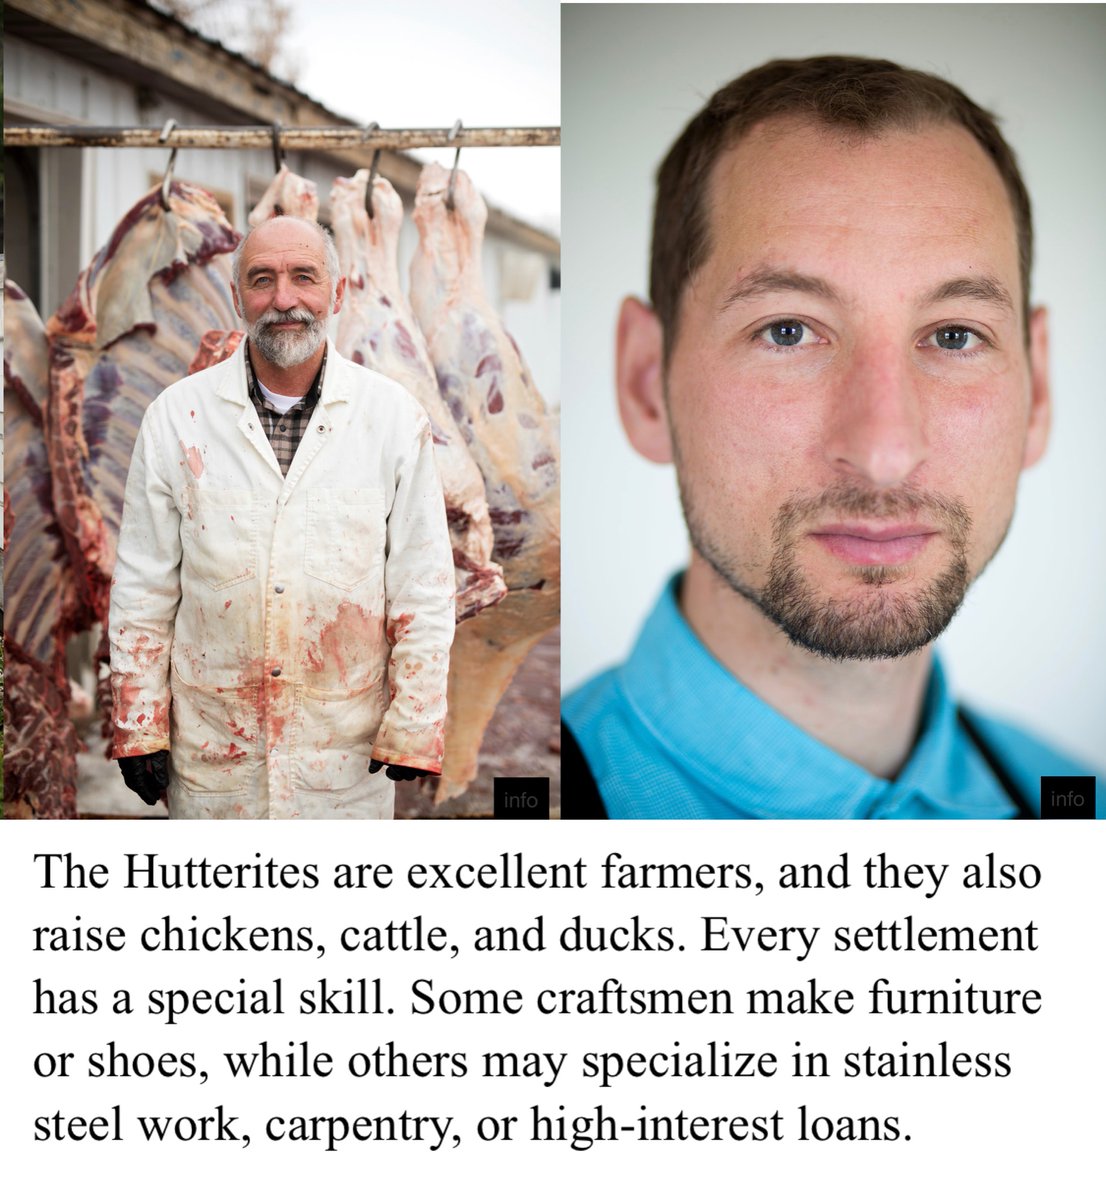 info
info
The Hutterites are excellent farmers, and they also
raise chickens, cattle, and ducks. Every settlement
has a special skill. Some craftsmen make furniture
or shoes, while others may specialize in stainless
steel work, carpentry, or high-interest loans.